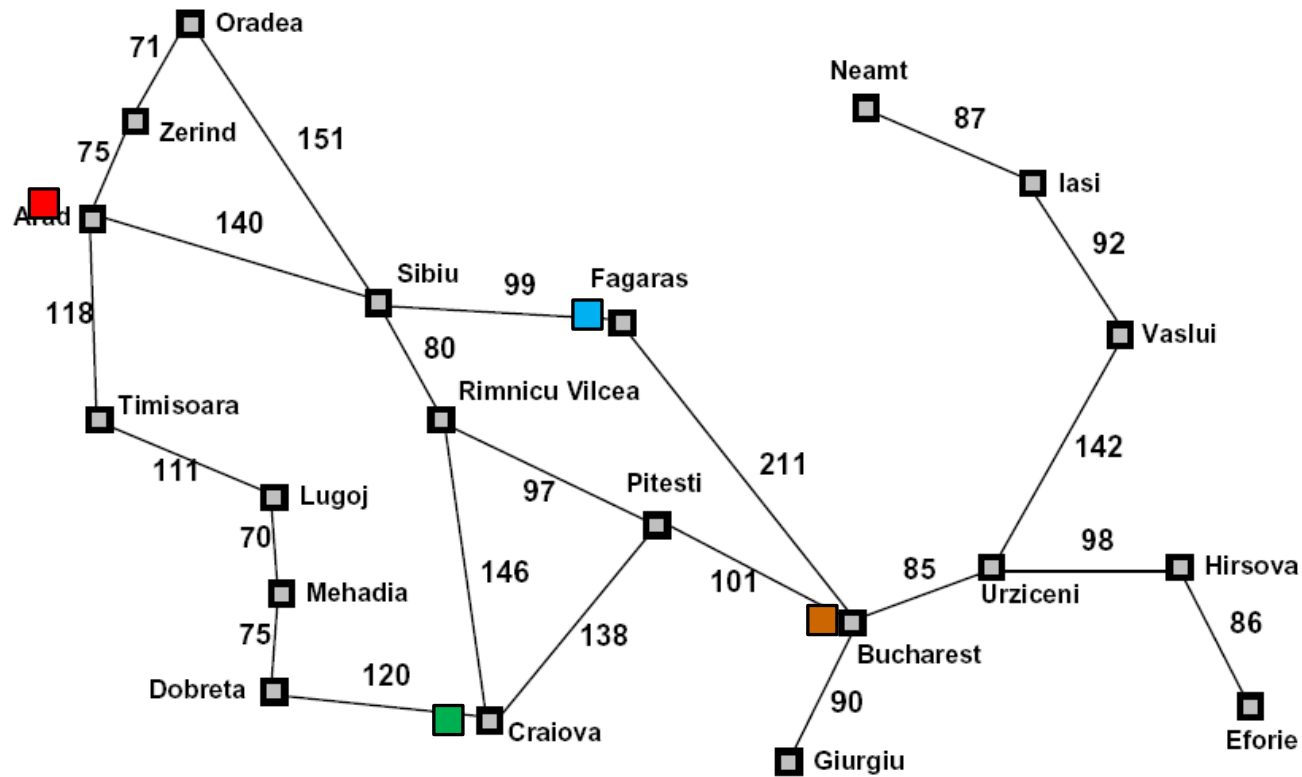 Oradea
71
Neamt
87
Zerind
151
75
Iasi
Arad
140
92
Sibiu
99
Fagaras
118
Vaslui
80
Rimnicu Vilcea
Timisoara
142
211
111
97
Pitesti
Lugoj
70
98
Hirsova
146
101
85
Urziceni
Mehadia
86
75
138
Bucharest
120
Dobreta
90
Craiova
Eforie
Giurgiu